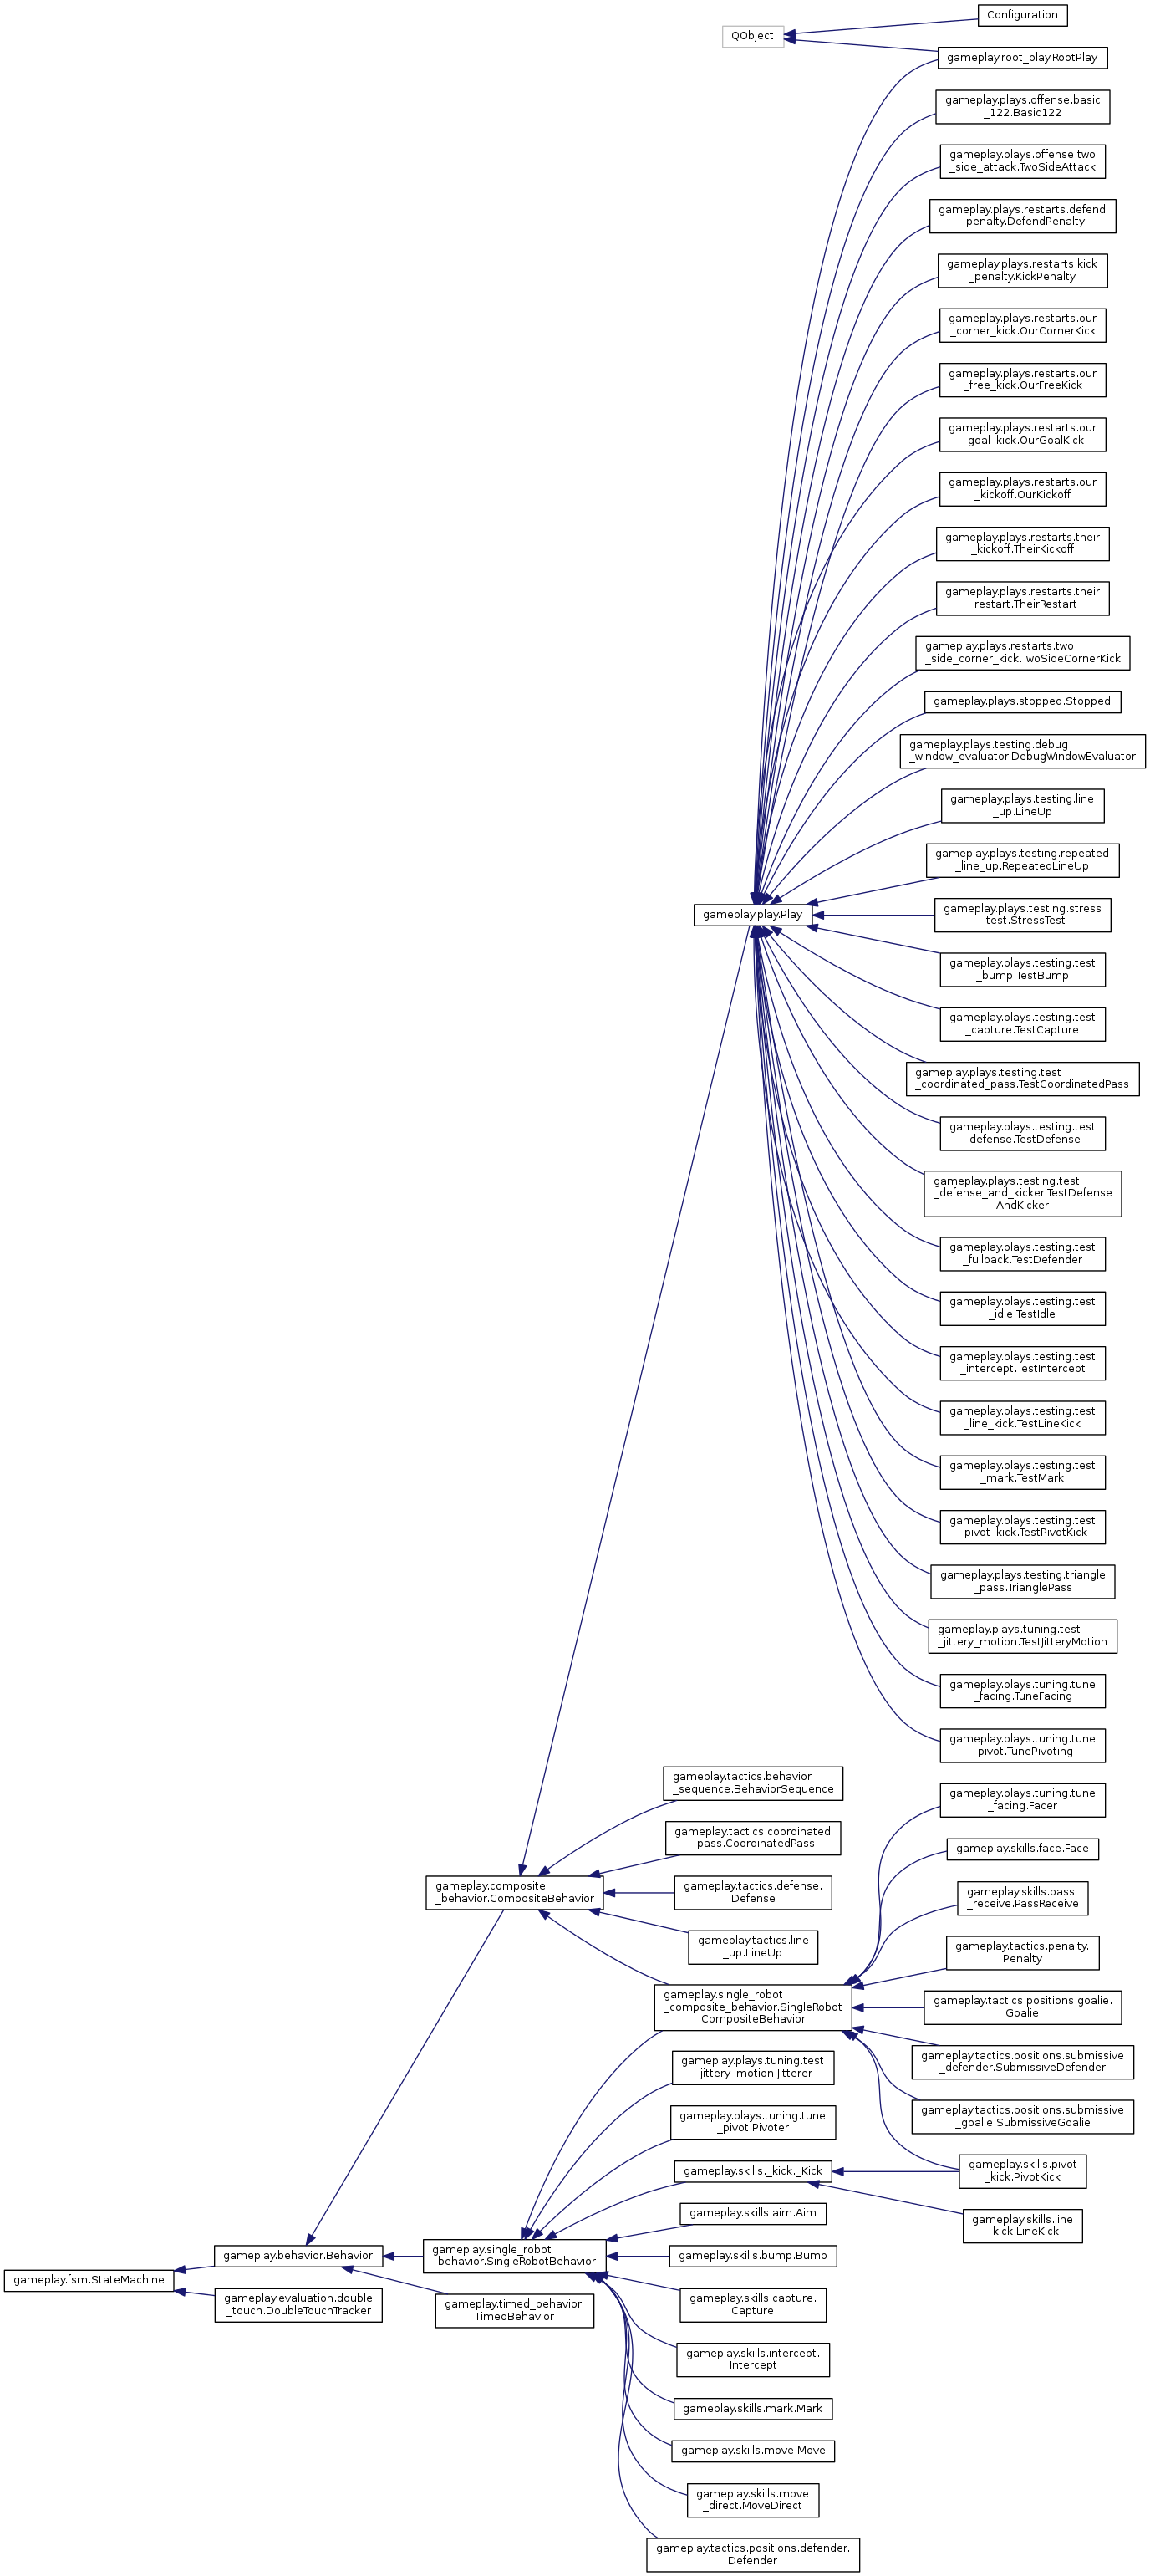 Configuration
QObject
gameplay.root_play.RootPlay
gameplay.plays.offense.basic
_122.Basic122
gameplay.plays.offense.two
_side_attack.TwoSideAttack
gameplay.plays.restarts.defend
_penalty.DefendPenalty
gameplay.plays.restarts.kick
_penalty.KickPenalty
gameplay.plays.restarts.our
_corner_kick.OurCornerKick
gameplay.plays.restarts.our
_free_kick.OurFreeKick
gameplay.plays.restarts.our
_goal_kick.OurGoalKick
gameplay.plays.restarts.our
_kickoff.OurKickoff
gameplay.plays.restarts.their
_kickoff.TheirKickoff
gameplay.plays.restarts.their
_restart.TheirRestart
gameplay.plays.restarts.two
_side_corner_kick.TwoSideCornerKick
gameplay.plays.stopped.Stopped
gameplay.plays.testing.debug
_window_evaluator.DebugWindowEvaluator
gameplay.plays.testing.line
_up.LineUp
gameplay.plays.testing.repeated
_line_up.RepeatedLineUp
gameplay.play.Play
gameplay.plays.testing.stress
_test.StressTest
gameplay.plays.testing.test
_bump.TestBump
gameplay.plays.testing.test
_capture.TestCapture
gameplay.plays.testing.test
_coordinated_pass.TestCoordinatedPass
gameplay.plays.testing.test
_defense.TestDefense
gameplay.plays.testing.test
_defense_and_kicker.TestDefense
AndKicker
gameplay.plays.testing.test
_fullback.TestDefender
gameplay.plays.testing.test
_idle.TestIdle
gameplay.plays.testing.test
_intercept.TestIntercept
gameplay.plays.testing.test
_line_kick.TestLineKick
gameplay.plays.testing.test
_mark.TestMark
gameplay.plays.testing.test
_pivot_kick.TestPivotKick
gameplay.plays.testing.triangle
_pass.TrianglePass
gameplay.plays.tuning.test
_jittery_motion.TestJitteryMotion
gameplay.plays.tuning.tune
_facing.TuneFacing
gameplay.plays.tuning.tune
_pivot.TunePivoting
gameplay.tactics.behavior
_sequence.BehaviorSequence
gameplay.plays.tuning.tune
_facing.Facer
gameplay.tactics.coordinated
_pass.CoordinatedPass
gameplay.skills.face.Face
gameplay.composite
_behavior.CompositeBehavior
gameplay.tactics.defense.
Defense
gameplay.skills.pass
_receive.PassReceive
gameplay.tactics.line
_up.LineUp
gameplay.tactics.penalty.
Penalty
gameplay.single_robot
_composite_behavior.SingleRobot
CompositeBehavior
gameplay.tactics.positions.goalie.
Goalie
gameplay.plays.tuning.test
_jittery_motion.Jitterer
gameplay.tactics.positions.submissive
_defender.SubmissiveDefender
gameplay.plays.tuning.tune
_pivot.Pivoter
gameplay.tactics.positions.submissive
_goalie.SubmissiveGoalie
gameplay.skills._kick._Kick
gameplay.skills.pivot
_kick.PivotKick
gameplay.skills.aim.Aim
gameplay.skills.line
_kick.LineKick
gameplay.behavior.Behavior
gameplay.single_robot
_behavior.SingleRobotBehavior
gameplay.skills.bump.Bump
gameplay.fsm.StateMachine
gameplay.evaluation.double
_touch.DoubleTouchTracker
gameplay.timed_behavior.
TimedBehavior
gameplay.skills.capture.
Capture
gameplay.skills.intercept.
Intercept
gameplay.skills.mark.Mark
gameplay.skills.move.Move
gameplay.skills.move
_direct.MoveDirect
gameplay.tactics.positions.defender.
Defender